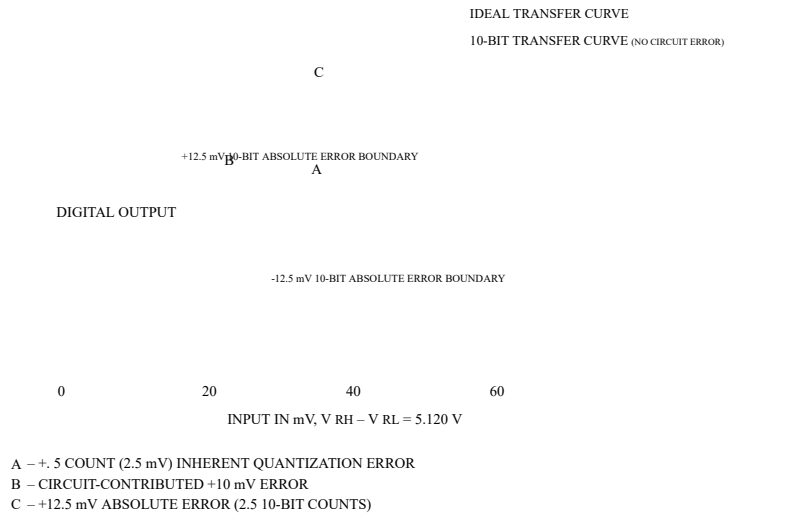 IDEAL TRANSFER CURVE
10-BIT TRANSFER CURVE (NO CIRCUIT ERROR)
C
+12.5 mV 10-BIT ABSOLUTE ERROR BOUNDARY
B
A
DIGITAL OUTPUT
-12.5 mV 10-BIT ABSOLUTE ERROR BOUNDARY
0 20 40 60
INPUT IN mV, V RH – V RL = 5.120 V
A – +. 5 COUNT (2.5 mV) INHERENT QUANTIZATION ERROR
B – CIRCUIT-CONTRIBUTED +10 mV ERROR
C – +12.5 mV ABSOLUTE ERROR (2.5 10-BIT COUNTS)